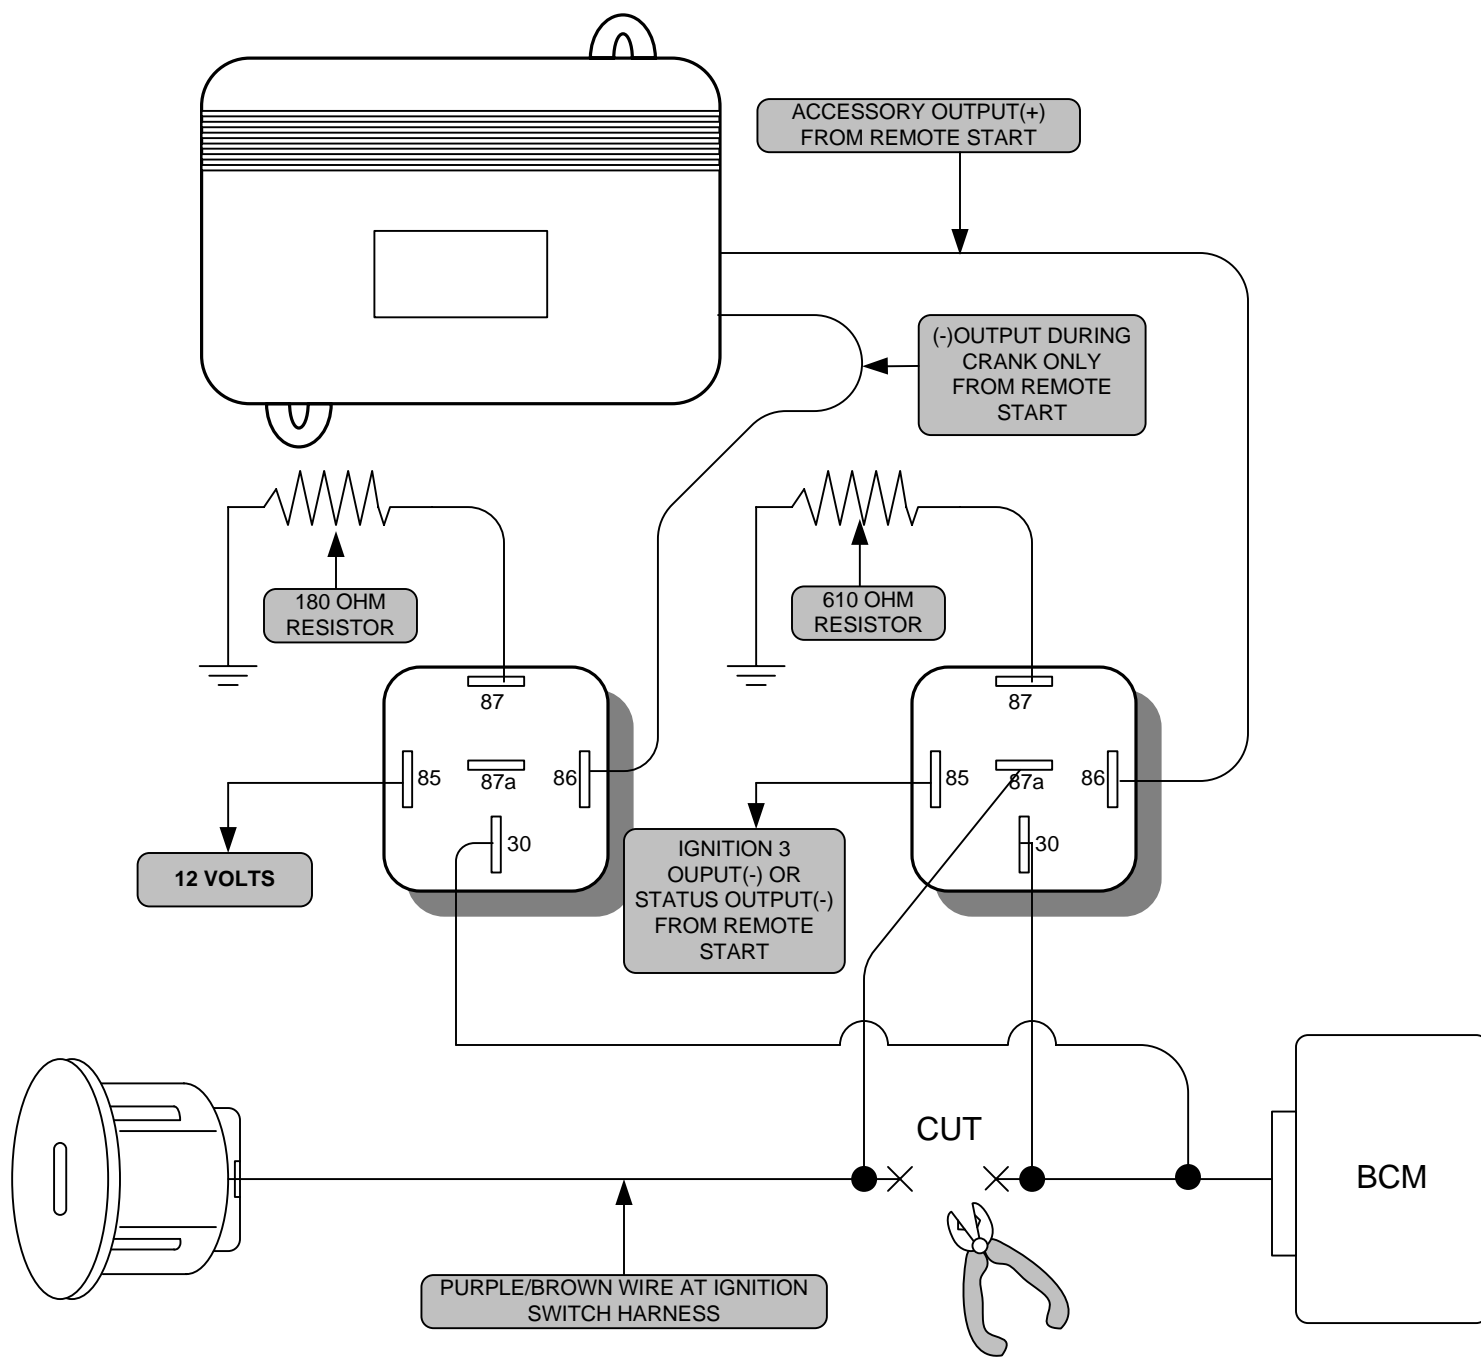 ACCESSORY OUTPUT(+)
FROM REMOTE START
(-)OUTPUT DURING
CRANK ONLY
FROM REMOTE
START
180 OHM
RESISTOR
610 OHM
RESISTOR
87
85
87a
86
30
87
85
87a
86
30
12 VOLTS
IGNITION 3
OUPUT(-) OR
STATUS OUTPUT(-)
FROM REMOTE
START
CUT
BCM
PURPLE/BROWN WIRE AT IGNITION
SWITCH HARNESS